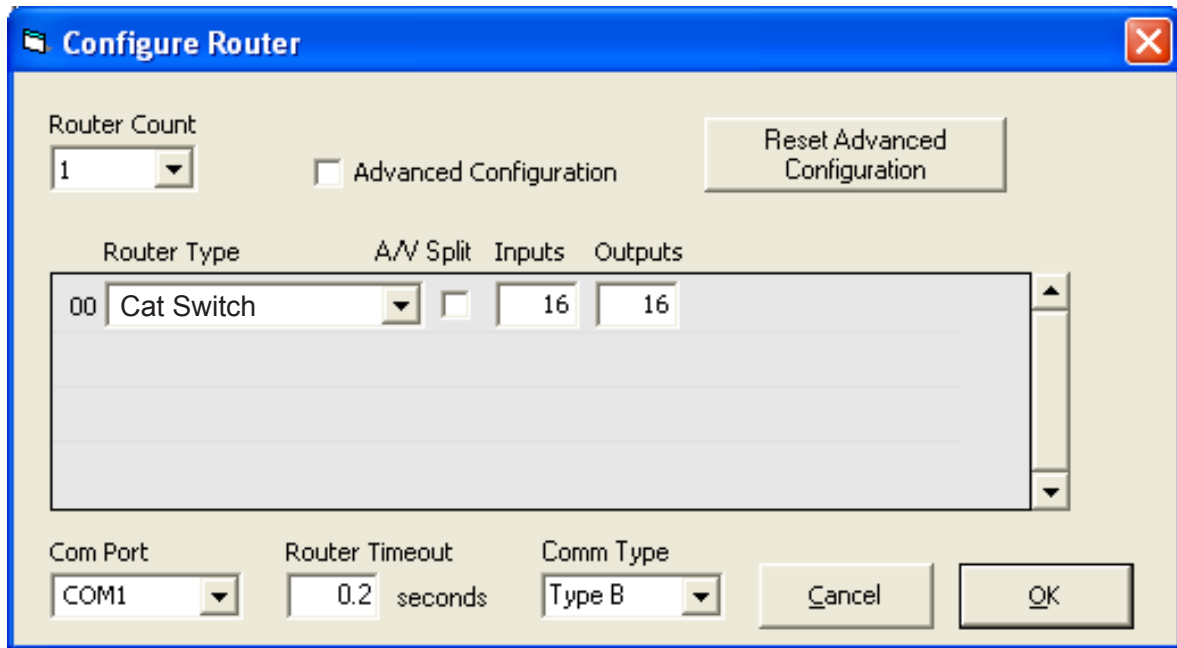 Configure Router
Router Count
1
Advanced Configuration
Reset Advanced
Configuration
Router Type A/V Split Inputs Outputs
00 Cat Switch 16 16
Com Port Router Timeout Comm Type
COM1 0.2 seconds Type B Cancel OK